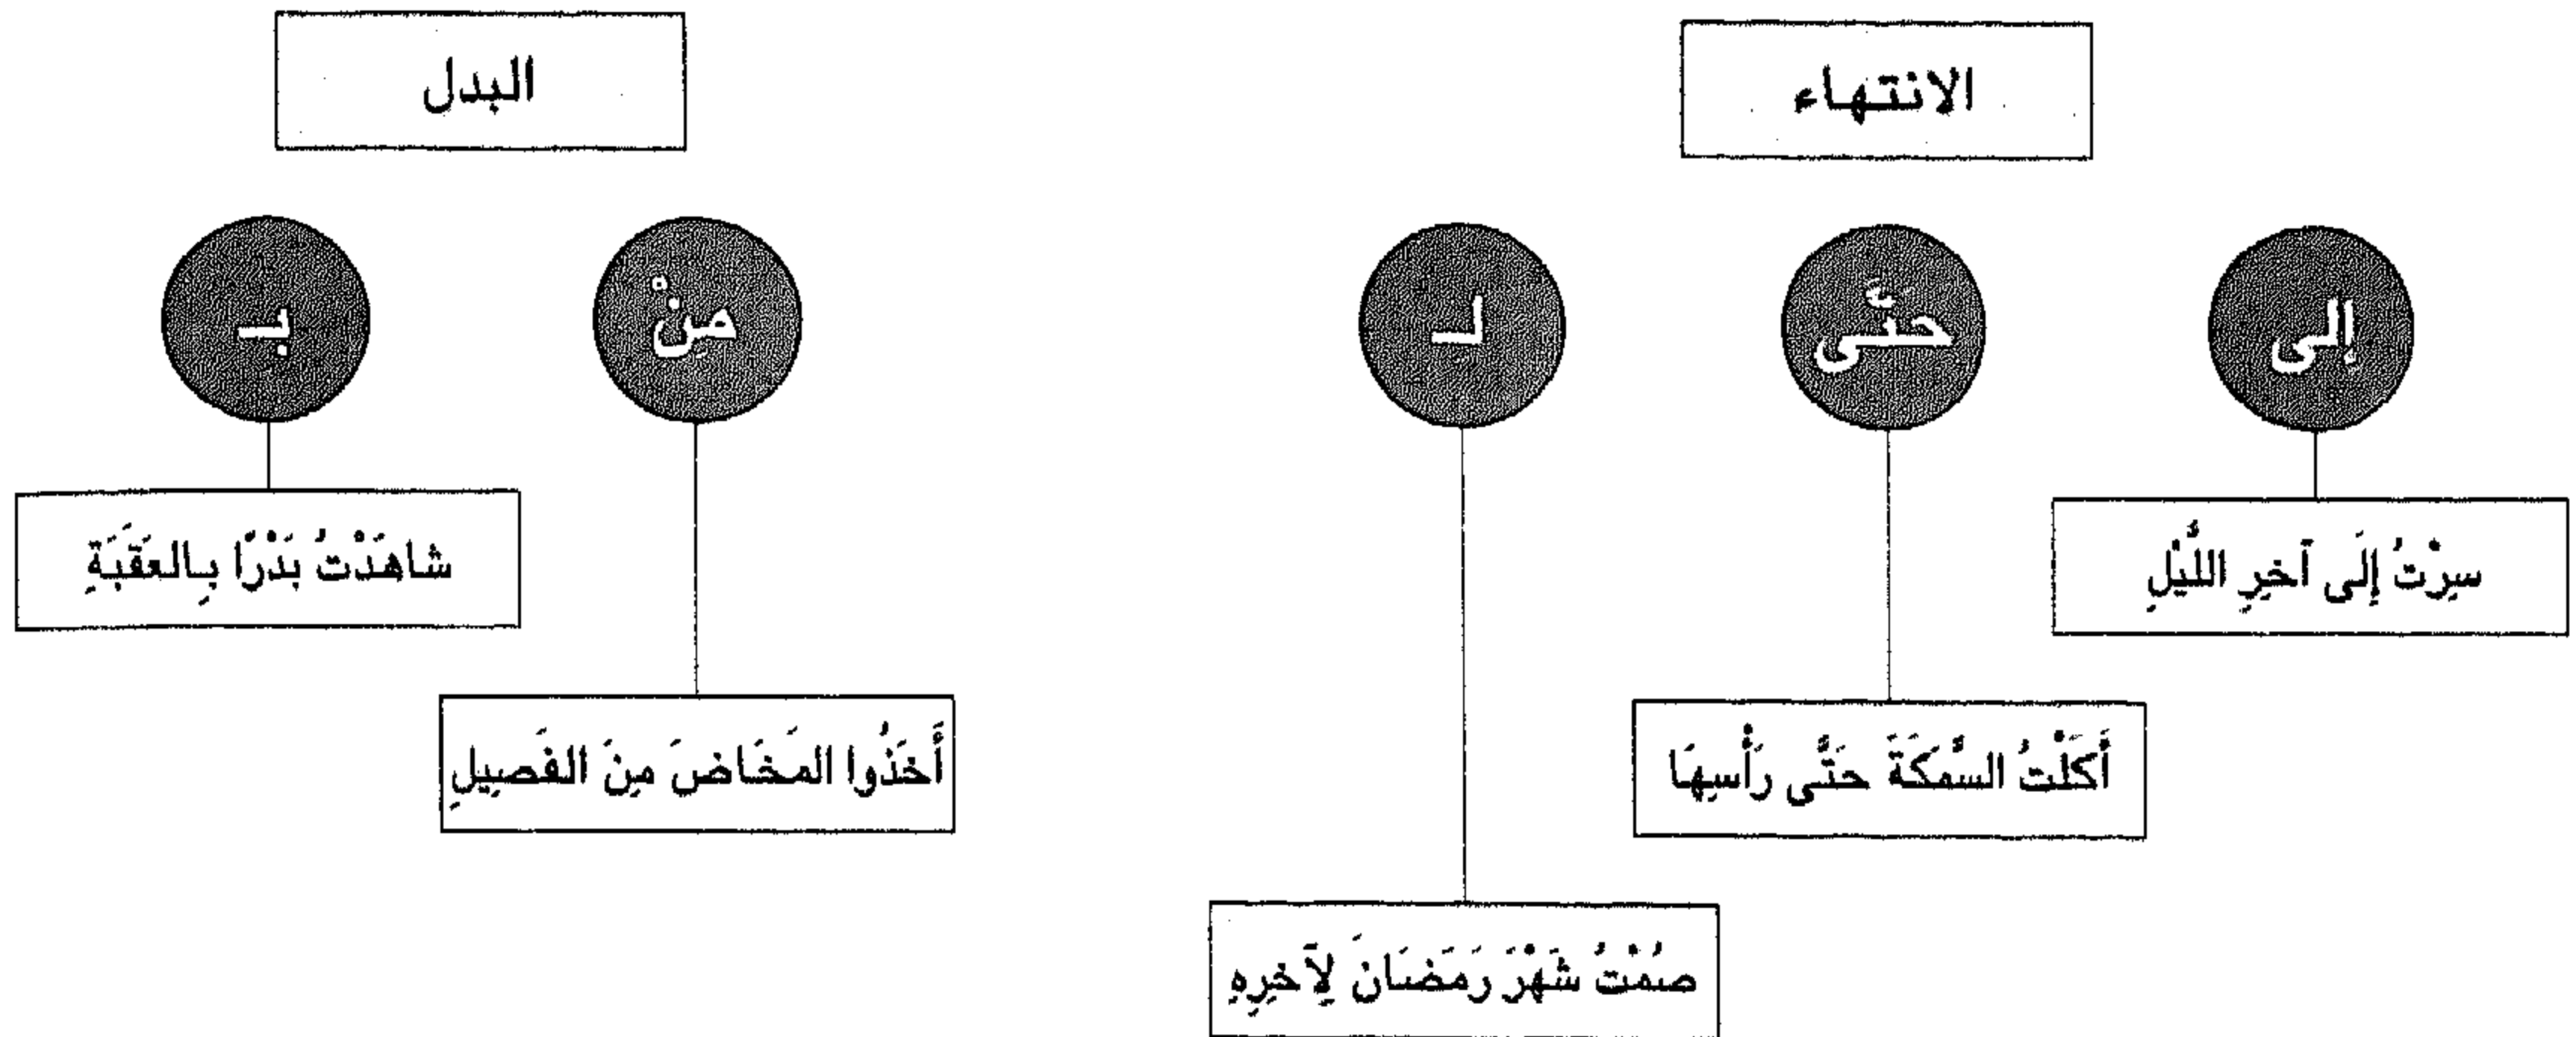 الانتهاء
إلى
حتَّى
لـ
سِرْتُ إِلَى آخِرِ اللَّيْلِ
أَكَلْتُ السَّمَكَةَ حَتَّى رَأْسِهَا
صُمْتُ شَهْرَ رَمَضَانَ لِآخِرِهِ
البدل
مِنْ
بـ
أَخَذُوا المَخَاضَ مِنَ الفَصِيلِ
شاهَدْتُ بَدْرًا بِالعَقَبَةِ